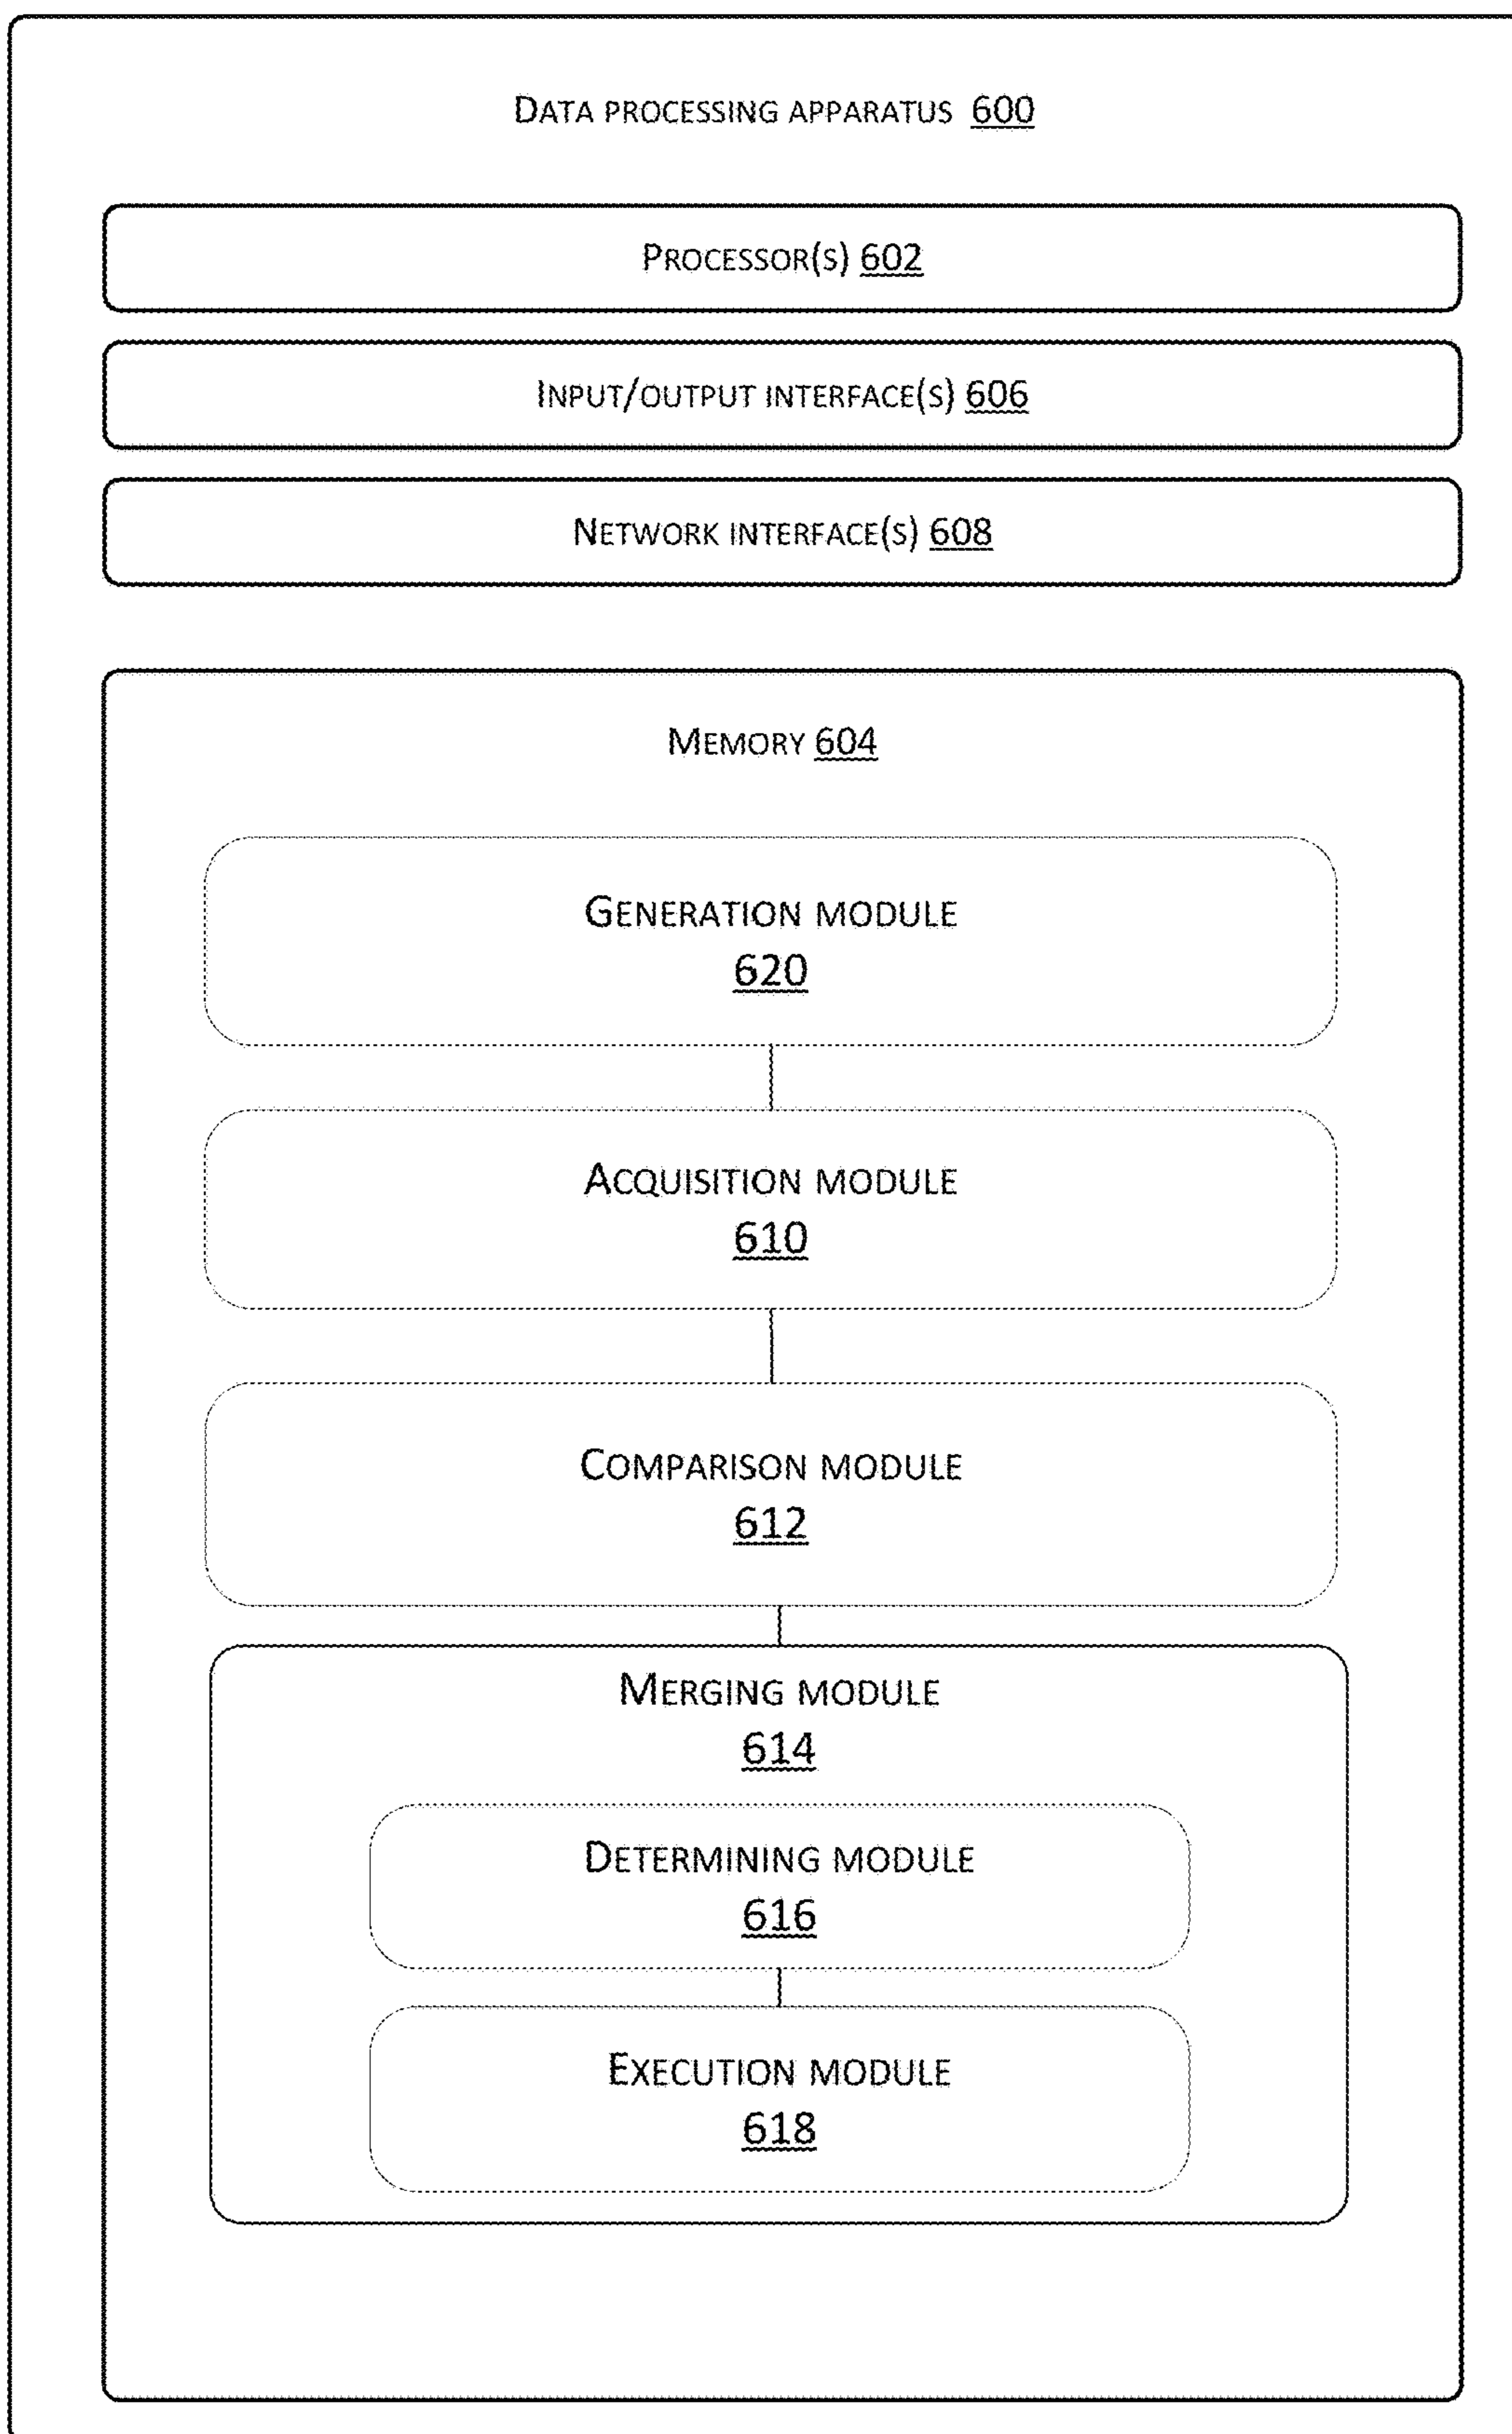 DATA PROCESSING APPARATUS 600
PROCESSOR(S) 602
INPUT/OUTPUT INTERFACE(S) 606
NETWORK INTERFACE(S) 608
MEMORY 604
GENERATION MODULE
620
ACQUISITION MODULE
610
COMPARISON MODULE
612
MERGING MODULE
614
DETERMINING MODULE
616
EXECUTION MODULE
618